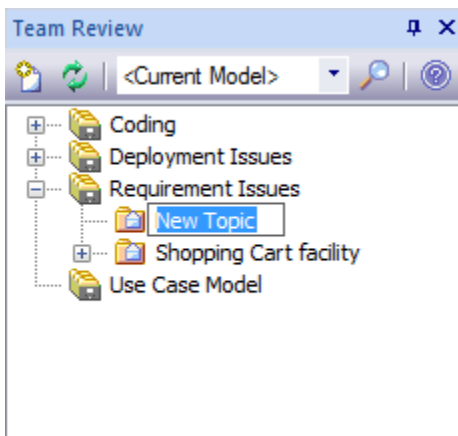 Team Review
<Current Model>
Coding
Deployment Issues
Requirement Issues
New Topic
Shopping Cart facility
Use Case Model